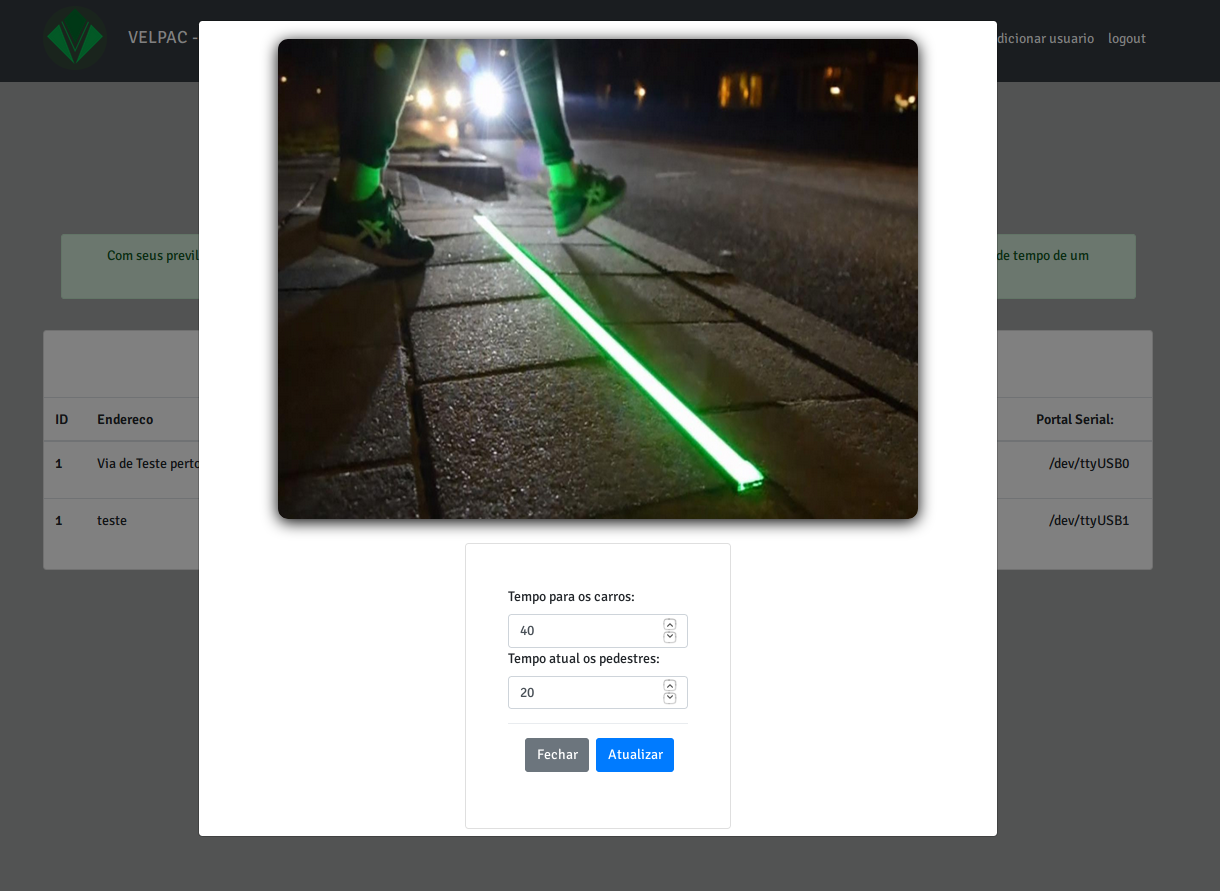 VELPAC -
dicionar usuario logout
Com seus previl
de tempo de um
ID Endereco Portal Serial:
1 Via de Teste perto /dev/ttyUSB0
1 teste /dev/ttyUSB1
Tempo para os carros:
40
Tempo atual os pedestres:
20
Fechar Atualizar